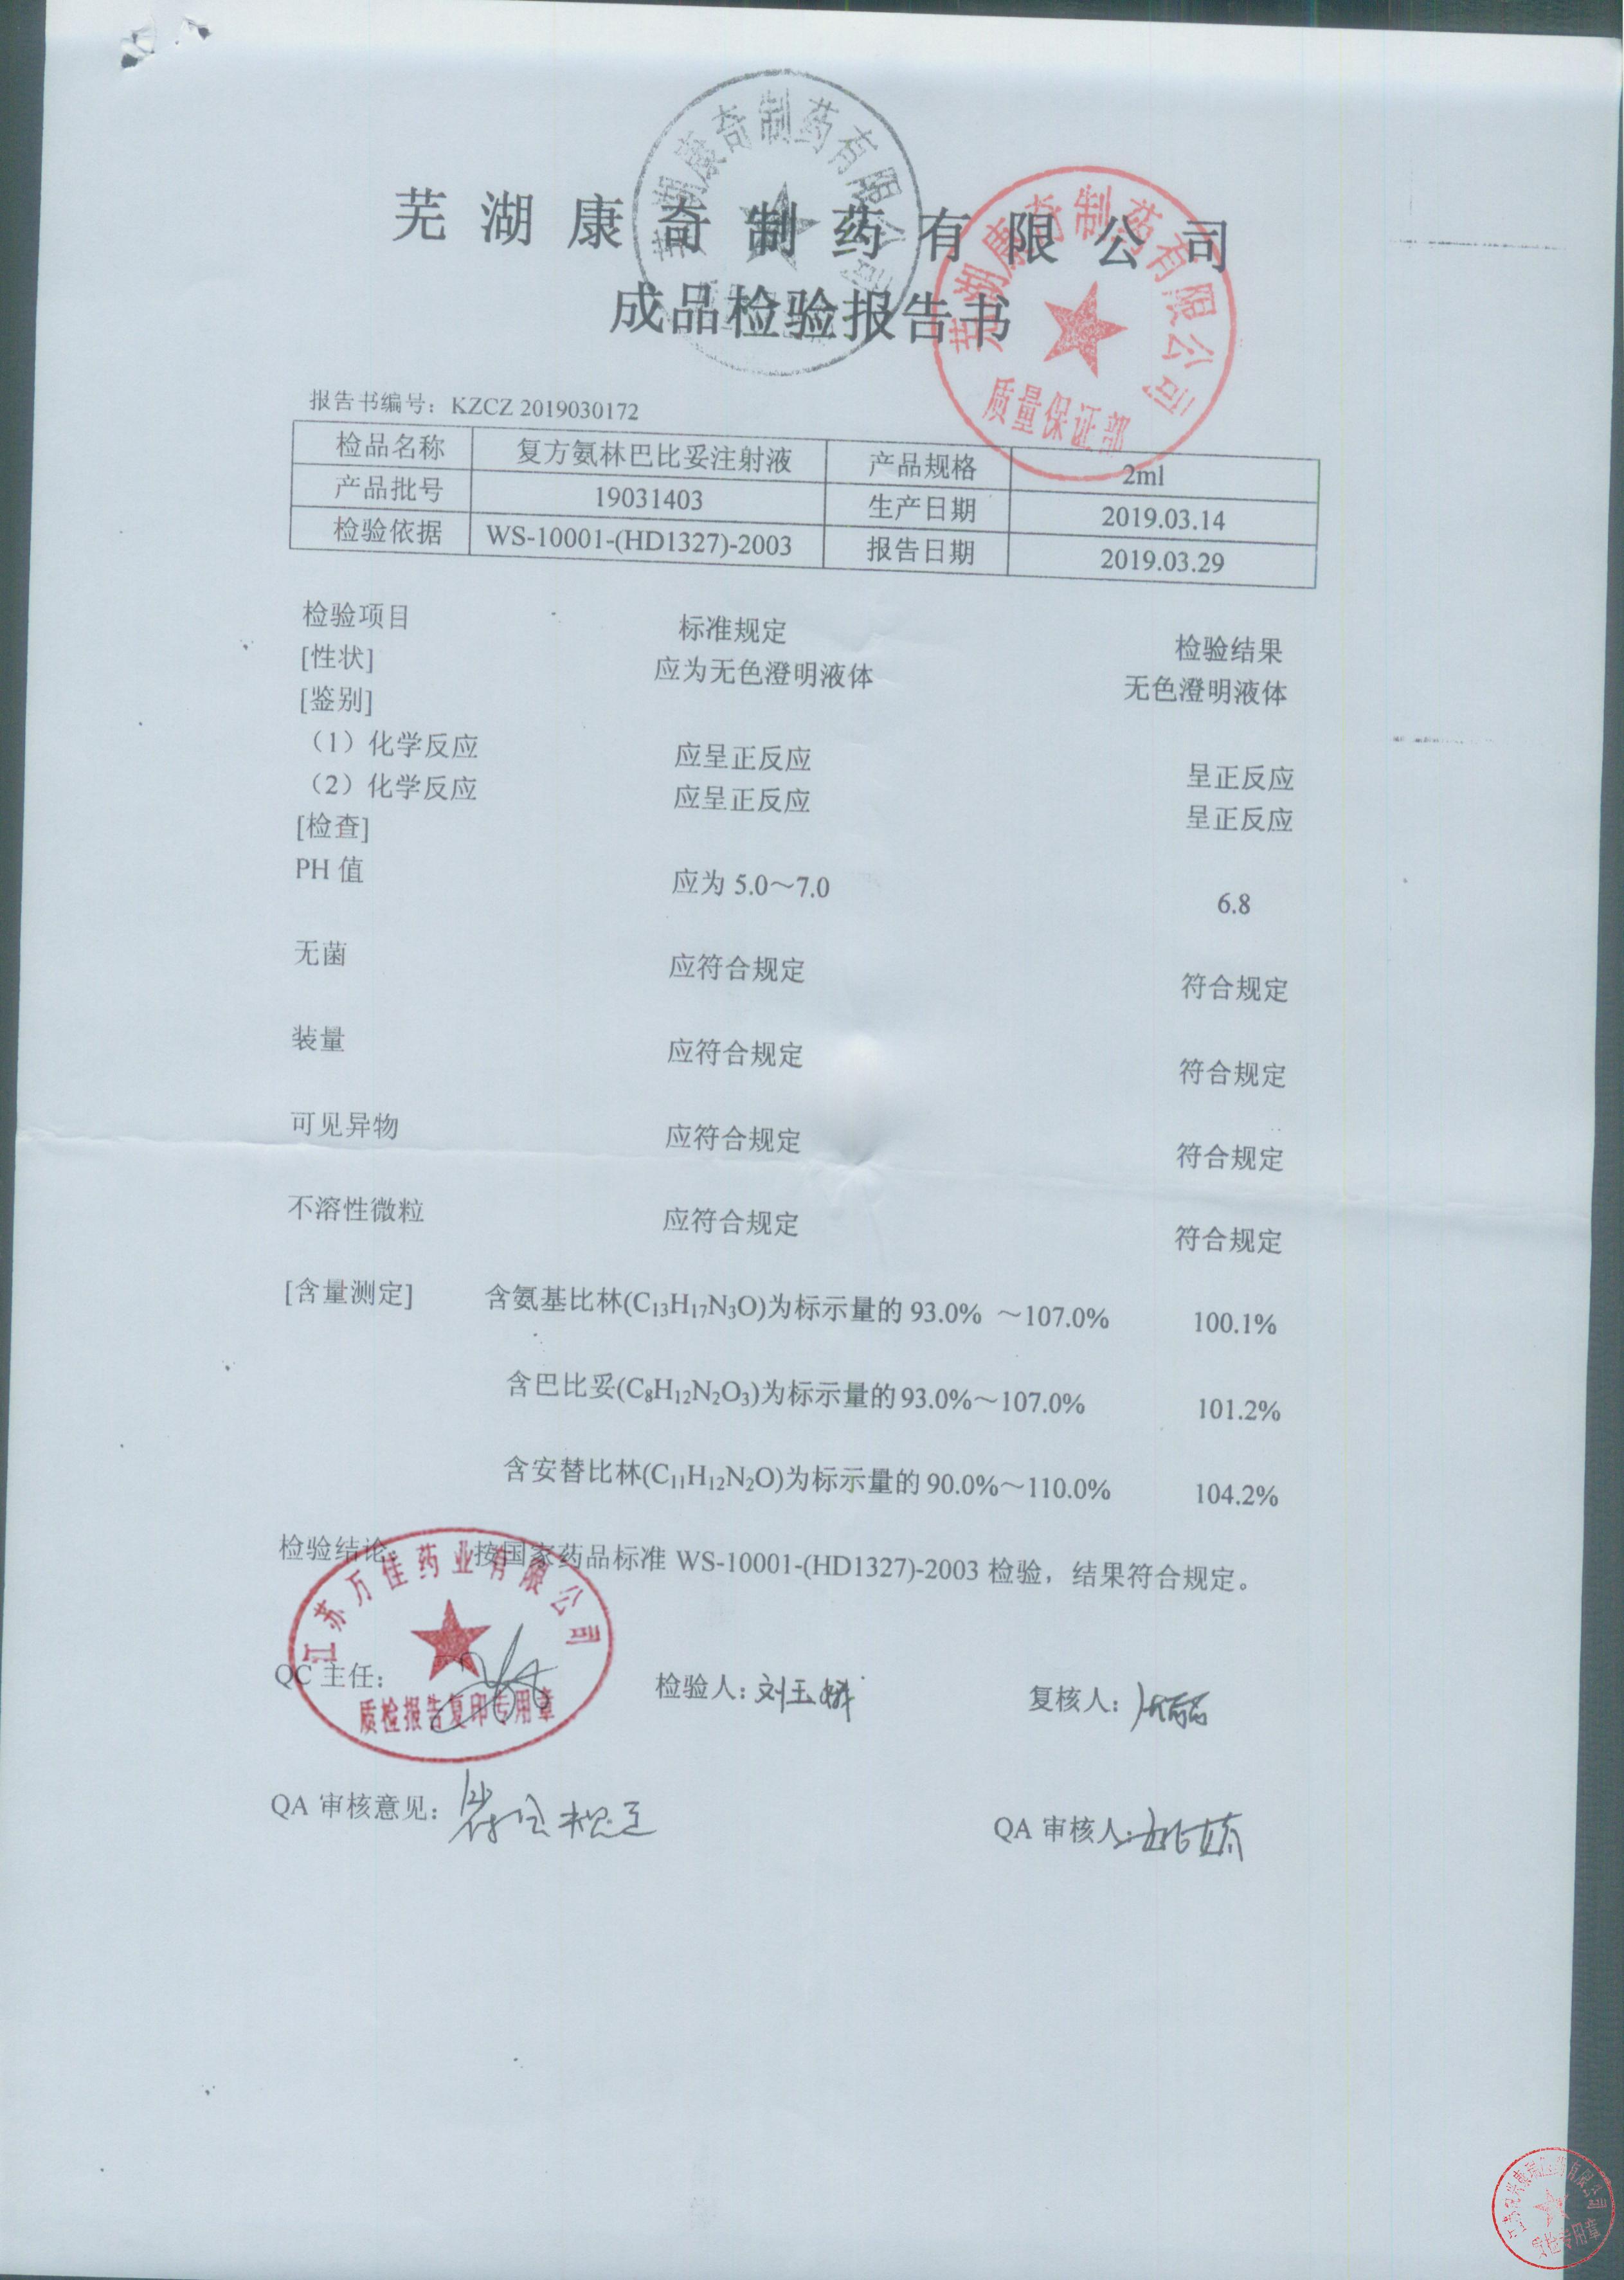 芜湖康奇制药有限公司
成品检验报告书
芜湖康奇制药有限公司
芜湖康奇制药有限公司
质量保证部
报告书编号：KZCZ 2019030172
检品名称 复方氨林巴比妥注射液 产品规格 2ml
产品批号 19031403 生产日期 2019.03.14
检验依据 WS-10001-(HD1327)-2003 报告日期 2019.03.29
检验项目 标准规定 检验结果
[性状] 应为无色澄明液体 无色澄明液体
[鉴别]
（1）化学反应 应呈正反应 呈正反应
（2）化学反应 应呈正反应 呈正反应
[检查]
PH 值 应为 5.0～7.0 6.8
无菌 应符合规定 符合规定
装量 应符合规定 符合规定
可见异物 应符合规定 符合规定
不溶性微粒 应符合规定 符合规定
[含量测定] 含氨基比林(C₁₃H₁₇N₃O)为标示量的 93.0% ～107.0% 100.1%
含巴比妥(C₈H₁₂N₂O₃)为标示量的 93.0%～107.0% 101.2%
含安替比林(C₁₁H₁₂N₂O)为标示量的 90.0%～110.0% 104.2%
检验结论： 按国家药品标准 WS-10001-(HD1327)-2003 检验，结果符合规定。
江苏万佳药业有限公司
质检报告复印专用章
QC 主任： 检验人：刘玉 复核人：
QA 审核意见：符合规定 QA 审核人：
质检专用章